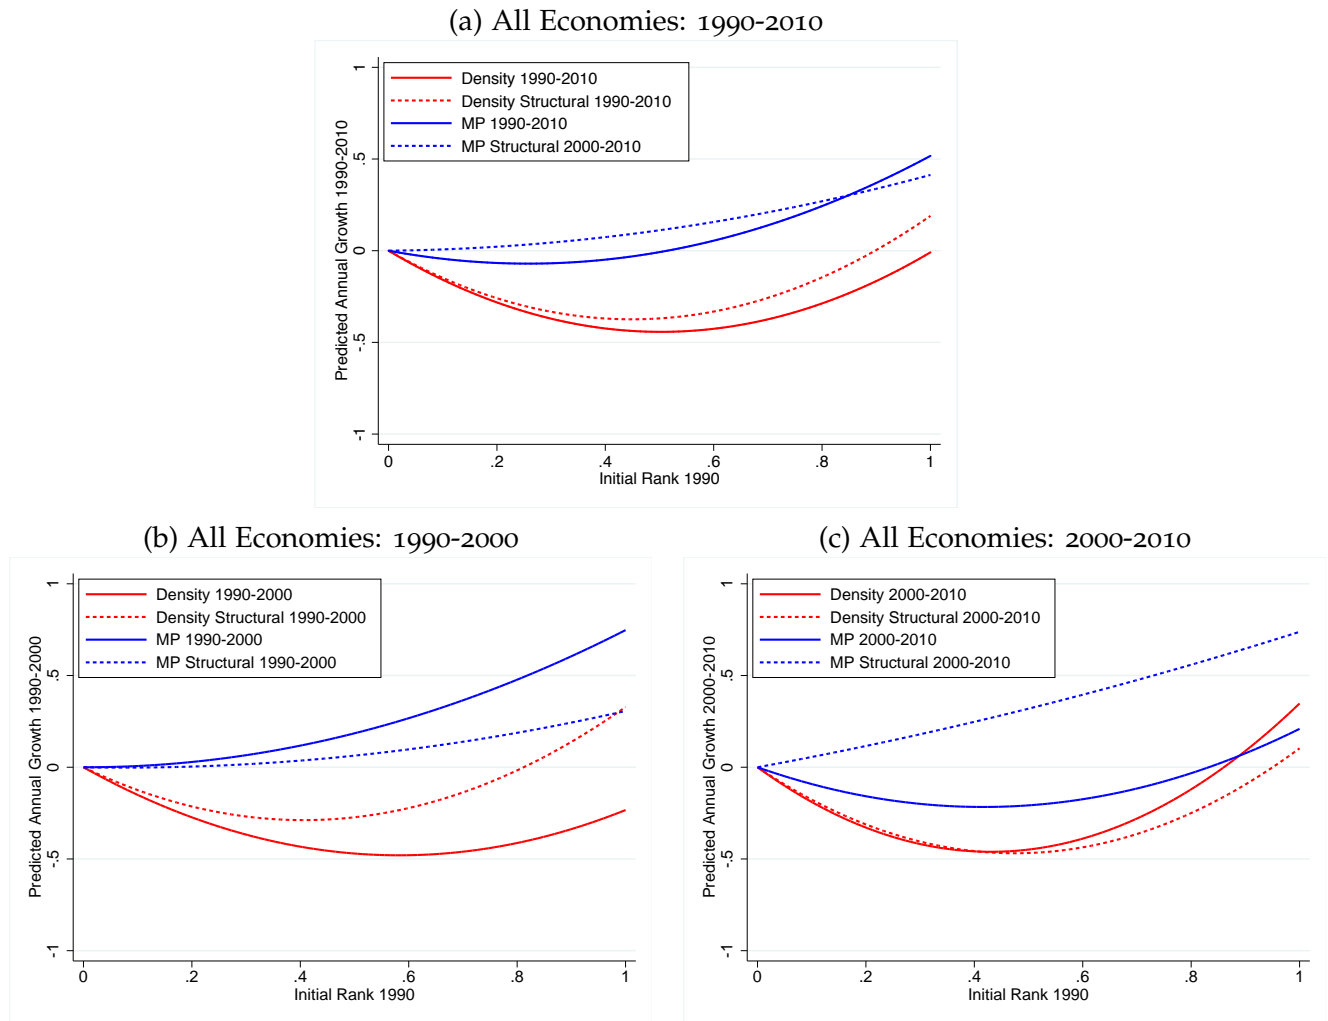 (a) All Economies: 1990-2010
Density 1990-2010
Density Structural 1990-2010
MP 1990-2010
MP Structural 2000-2010
Predicted Annual Growth 1990-2010
1
.5
0
-.5
-1
0 .2 .4 .6 .8 1
Initial Rank 1990
(b) All Economies: 1990-2000
Density 1990-2000
Density Structural 1990-2000
MP 1990-2000
MP Structural 1990-2000
Predicted Annual Growth 1990-2000
1
.5
0
-.5
-1
0 .2 .4 .6 .8 1
Initial Rank 1990
(c) All Economies: 2000-2010
Density 2000-2010
Density Structural 2000-2010
MP 2000-2010
MP Structural 2000-2010
Predicted Annual Growth 2000-2010
1
.5
0
-.5
-1
0 .2 .4 .6 .8 1
Initial Rank 1990